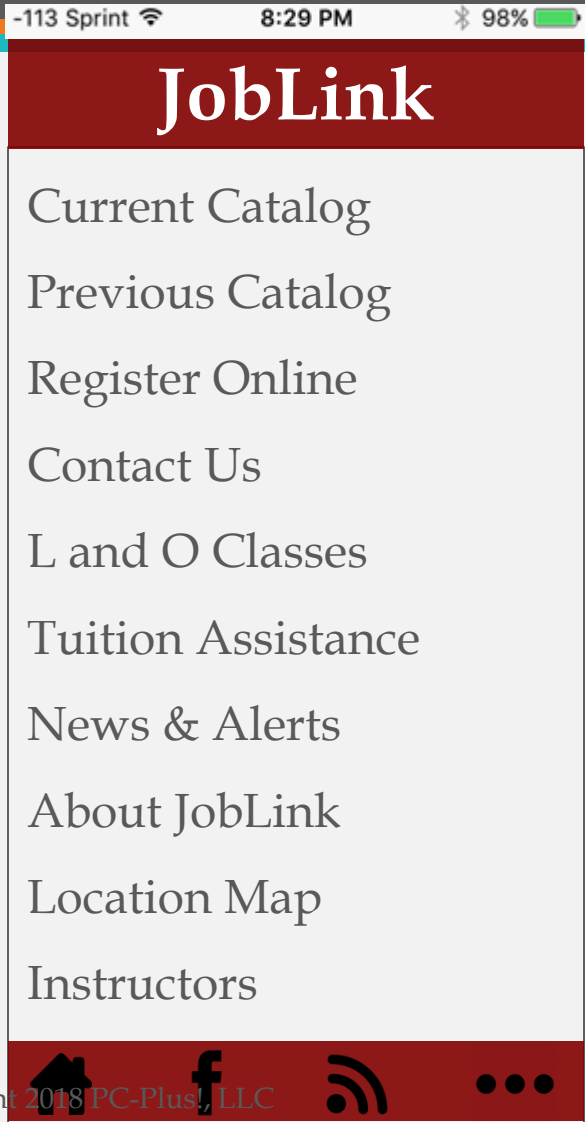 -113 Sprint 8:29 PM 98%
JobLink
Current Catalog
Previous Catalog
Register Online
Contact Us
L and O Classes
Tuition Assistance
News & Alerts
About JobLink
Location Map
Instructors
2018 PC-Plus!, LLC